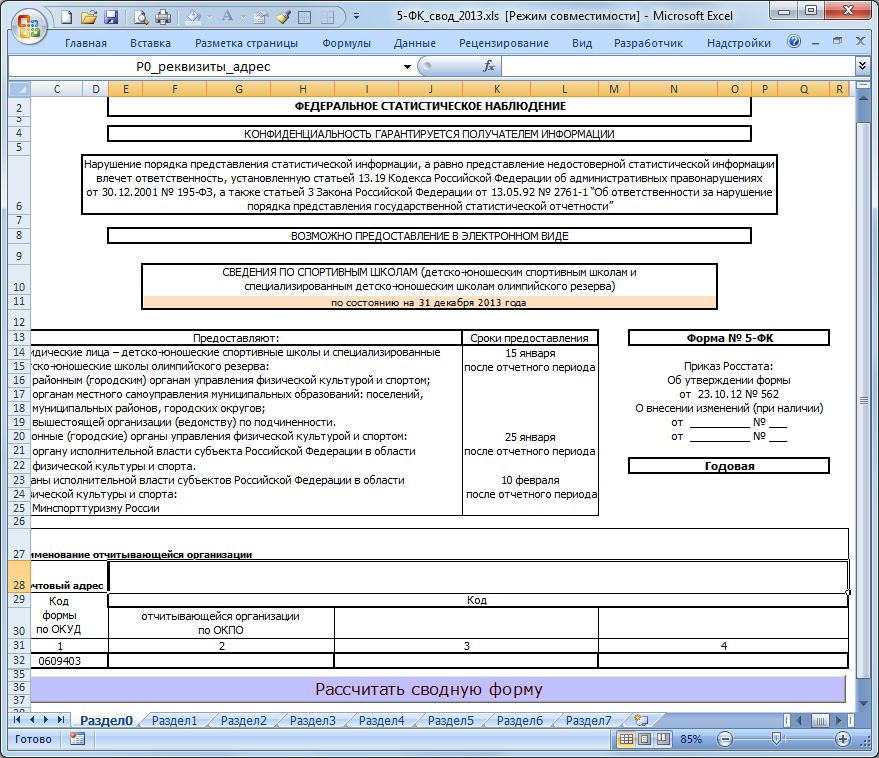 5-ФК_свод_2013.xls [Режим совместимости] - Microsoft Excel
Главная Вставка Разметка страницы Формулы Данные Рецензирование Вид Разработчик Надстройки
P0_реквизиты_адрес fx
C D E F G H I J K L M N O P Q R
2 ФЕДЕРАЛЬНОЕ СТАТИСТИЧЕСКОЕ НАБЛЮДЕНИЕ
3
4 КОНФИДЕНЦИАЛЬНОСТЬ ГАРАНТИРУЕТСЯ ПОЛУЧАТЕЛЕМ ИНФОРМАЦИИ
5
Нарушение порядка представления статистической информации, а равно представление недостоверной статистической информации
влечет ответственность, установленную статьей 13.19 Кодекса Российской Федерации об административных правонарушениях
от 30.12.2001 № 195-ФЗ, а также статьей 3 Закона Российской Федерации от 13.05.92 № 2761-1 "Об ответственности за нарушение
6 порядка представления государственной статистической отчетности"
7
8 ВОЗМОЖНО ПРЕДОСТАВЛЕНИЕ В ЭЛЕКТРОННОМ ВИДЕ
9
СВЕДЕНИЯ ПО СПОРТИВНЫМ ШКОЛАМ (детско-юношеским спортивным школам и
10 специализированным детско-юношеским школам олимпийского резерва)
11 по состоянию на 31 декабря 2013 года
12
13 Предоставляют: Сроки предоставления Форма № 5-ФК
14 идические лица – детско-юношеские спортивные школы и специализированные 15 января
15 ско-юношеские школы олимпийского резерва: после отчетного периода Приказ Росстата:
16 районным (городским) органам управления физической культурой и спортом; Об утверждении формы
17 органам местного самоуправления муниципальных образований: поселений, от 23.10.12 № 562
18 муниципальных районов, городских округов; О внесении изменений (при наличии)
19 вышестоящей организации (ведомству) по подчиненности. от __________ № ___
20 онные (городские) органы управления физической культурой и спортом: 25 января от __________ № ___
21 органу исполнительной власти субъекта Российской Федерации в области после отчетного периода
22 физической культуры и спорта. Годовая
23 аны исполнительной власти субъектов Российской Федерации в области 10 февраля
24 зической культуры и спорта: после отчетного периода
25 Минспорттуризму России
26
27 именование отчитывающейся организации
28 очтовый адрес
29 Код Код
формы отчитывающейся организации
30 по ОКУД по ОКПО
31 1 2 3 4
32 0609403
35
36 Рассчитать сводную форму
37
Раздел0 Раздел1 Раздел2 Раздел3 Раздел4 Раздел5 Раздел6 Раздел7
Готово 85%